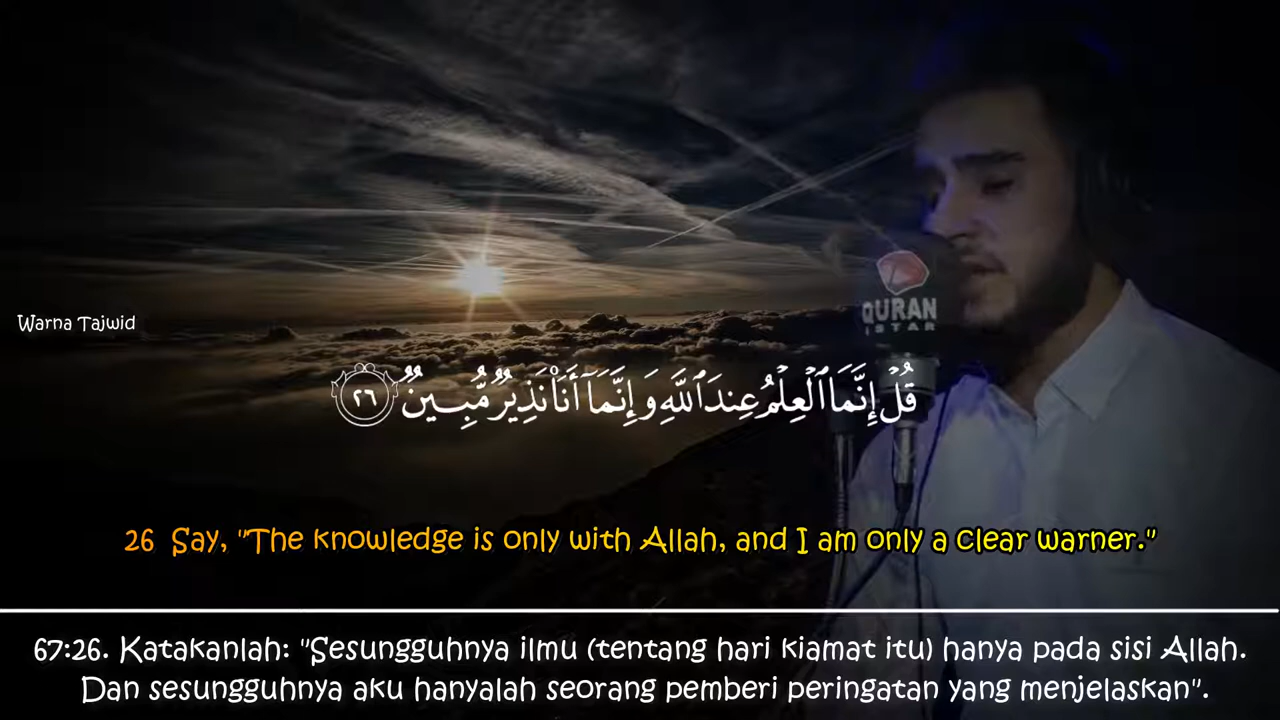 QURAN
ISTAR
Warna Tajwid
قُلْ إِنَّمَا ٱلْعِلْمُ عِندَ ٱللَّهِ وَإِنَّمَآ أَنَا۠ نَذِيرٌ مُّبِينٌ ٢٦
26 Say, "The knowledge is only with Allah, and I am only a clear warner."
67:26. Katakanlah: "Sesungguhnya ilmu (tentang hari kiamat itu) hanya pada sisi Allah.
Dan sesungguhnya aku hanyalah seorang pemberi peringatan yang menjelaskan".